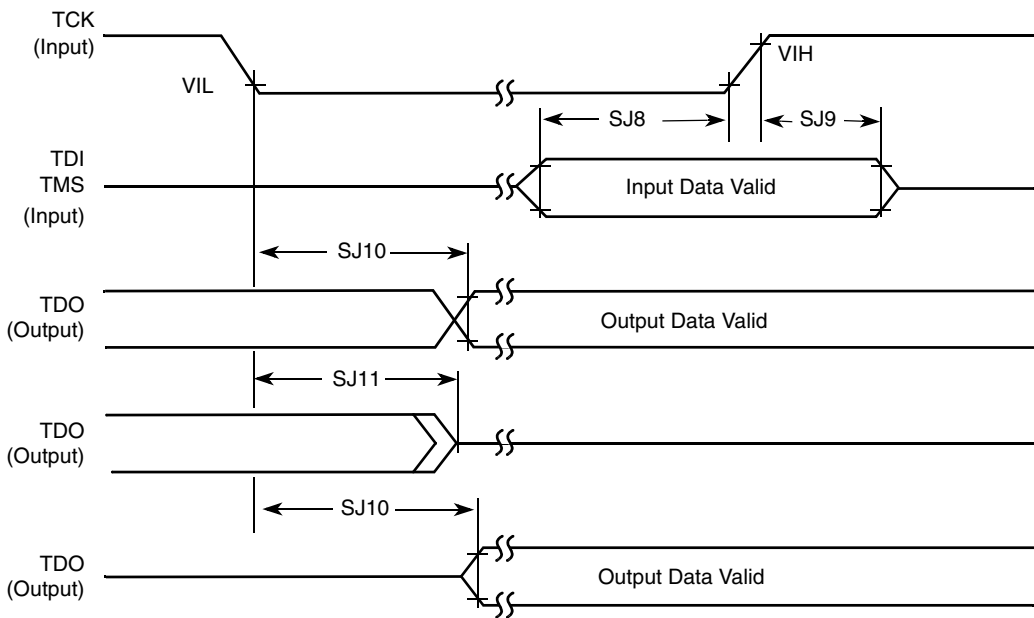 TCK
(Input)
VIH
VIL
SJ8
SJ9
TDI
TMS
(Input)
Input Data Valid
SJ10
TDO
(Output)
Output Data Valid
SJ11
TDO
(Output)
SJ10
TDO
(Output)
Output Data Valid